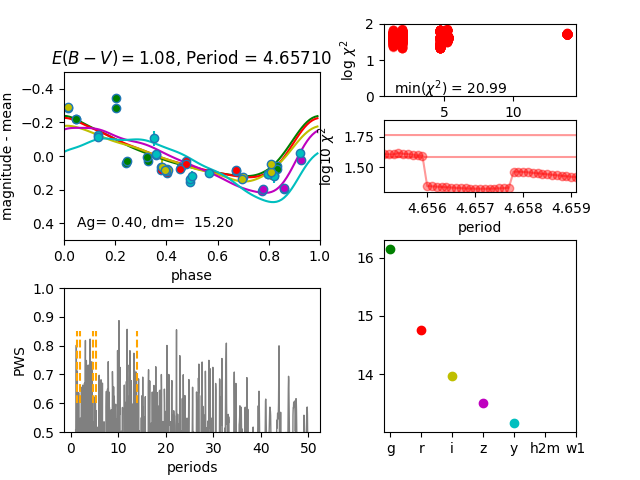 E(B − V) = 1.08, Period = 4.65710
magnitude - mean
−0.4
−0.2
0.0
0.2
0.4
Ag= 0.40, dm=  15.20
0.0 0.2 0.4 0.6 0.8 1.0
phase
log χ²
2
1
0
min(χ²) = 20.99
5 10
log10 χ²
1.75
1.50
4.656 4.657 4.658 4.659
period
PWS
1.0
0.9
0.8
0.7
0.6
0.5
0 10 20 30 40 50
periods
16
15
14
g r i z y h2m w1